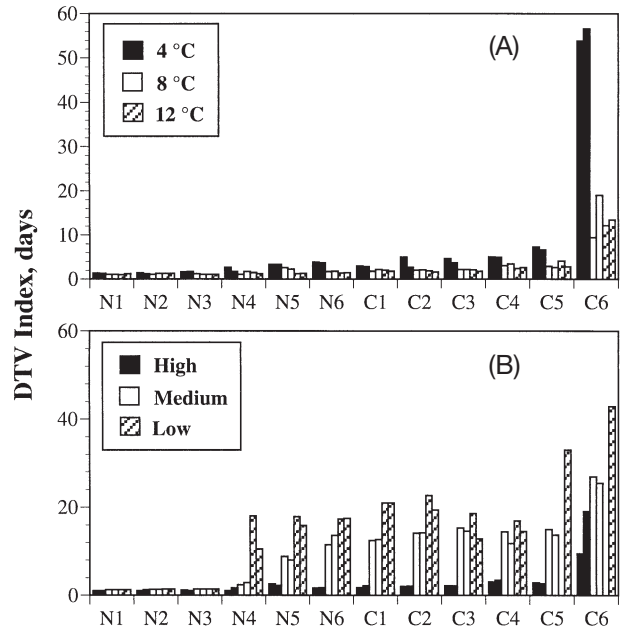 DTV Index, days
(A)
4 °C
8 °C
12 °C
60
50
40
30
20
10
0
N1 N2 N3 N4 N5 N6 C1 C2 C3 C4 C5 C6
(B)
High
Medium
Low
60
40
20
0
N1 N2 N3 N4 N5 N6 C1 C2 C3 C4 C5 C6